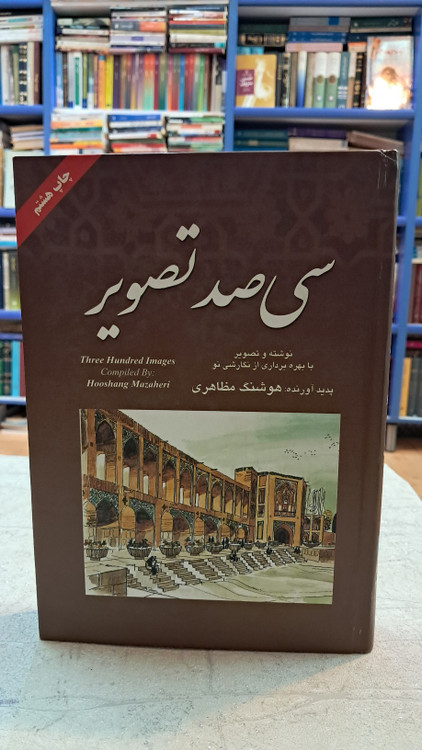 چاپ هشتم
سی صد تصویر
Three Hundred Images
Compiled By:
Hooshang Mazaheri
نوشته و تصویر
با بهره برداری از نگارشی نو
پدید آورنده: هوشنگ مظاهری